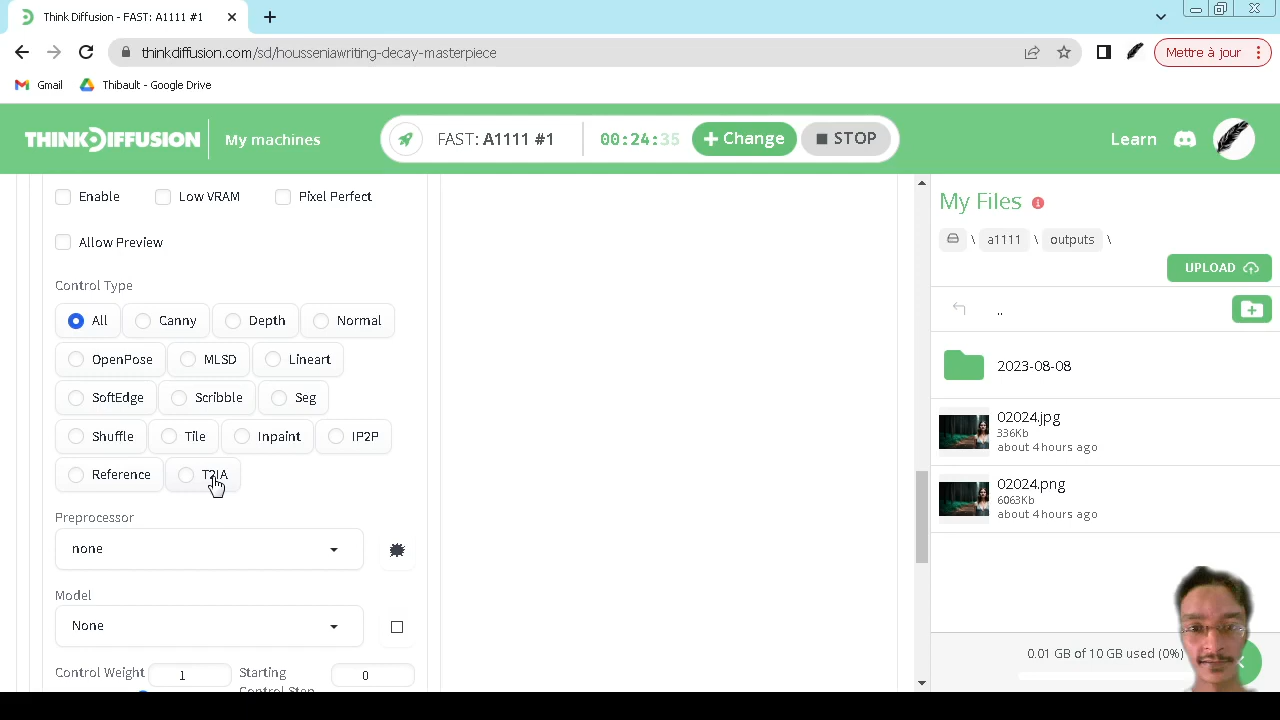 Think Diffusion - FAST: A1111 #1
thinkdiffusion.com/sd/housseniawriting-decay-masterpiece
Mettre à jour
Gmail
Thibault - Google Drive
THINKDIFFUSION
My machines
FAST: A1111 #1
00:24:35
Change
STOP
Learn
Enable
Low VRAM
Pixel Perfect
Allow Preview
Control Type
All
Canny
Depth
Normal
OpenPose
MLSD
Lineart
SoftEdge
Scribble
Seg
Shuffle
Tile
Inpaint
IP2P
Reference
T2IA
Preprocessor
none
Model
None
Control Weight
1
Starting
Control Step
0
My Files
\ a1111 \ outputs \
UPLOAD
..
2023-08-08
02024.jpg
336Kb
about 4 hours ago
02024.png
6063Kb
about 4 hours ago
0.01 GB of 10 GB used (0%)